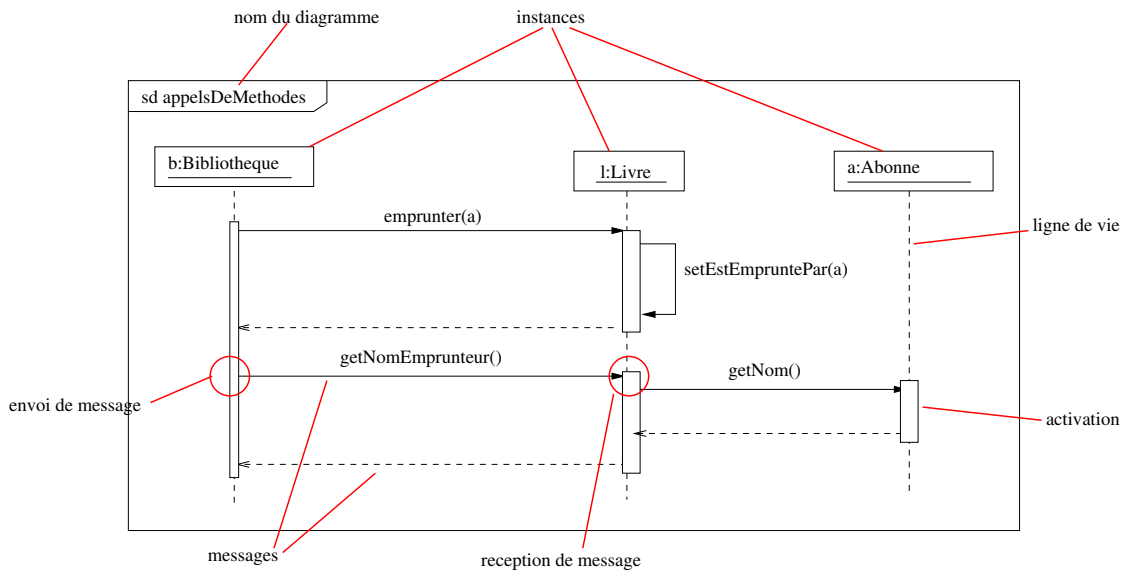 nom du diagramme
instances
sd appelsDeMethodes
b:Bibliotheque
l:Livre
a:Abonne
emprunter(a)
ligne de vie
setEstEmpruntePar(a)
getNomEmprunteur()
getNom()
envoi de message
activation
messages
reception de message